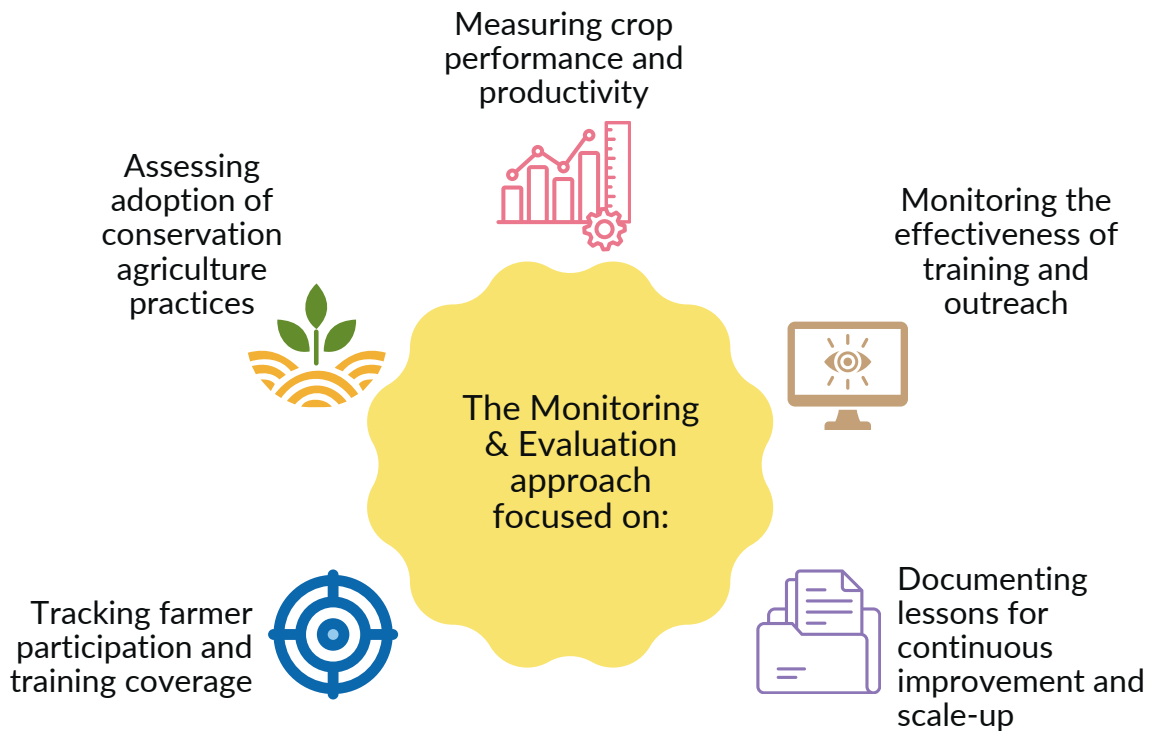 Measuring crop
performance and
productivity
Assessing
adoption of
conservation
agriculture
practices
Monitoring the
effectiveness of
training and
outreach
The Monitoring
& Evaluation
approach
focused on:
Tracking farmer
participation and
training coverage
Documenting
lessons for
continuous
improvement and
scale-up